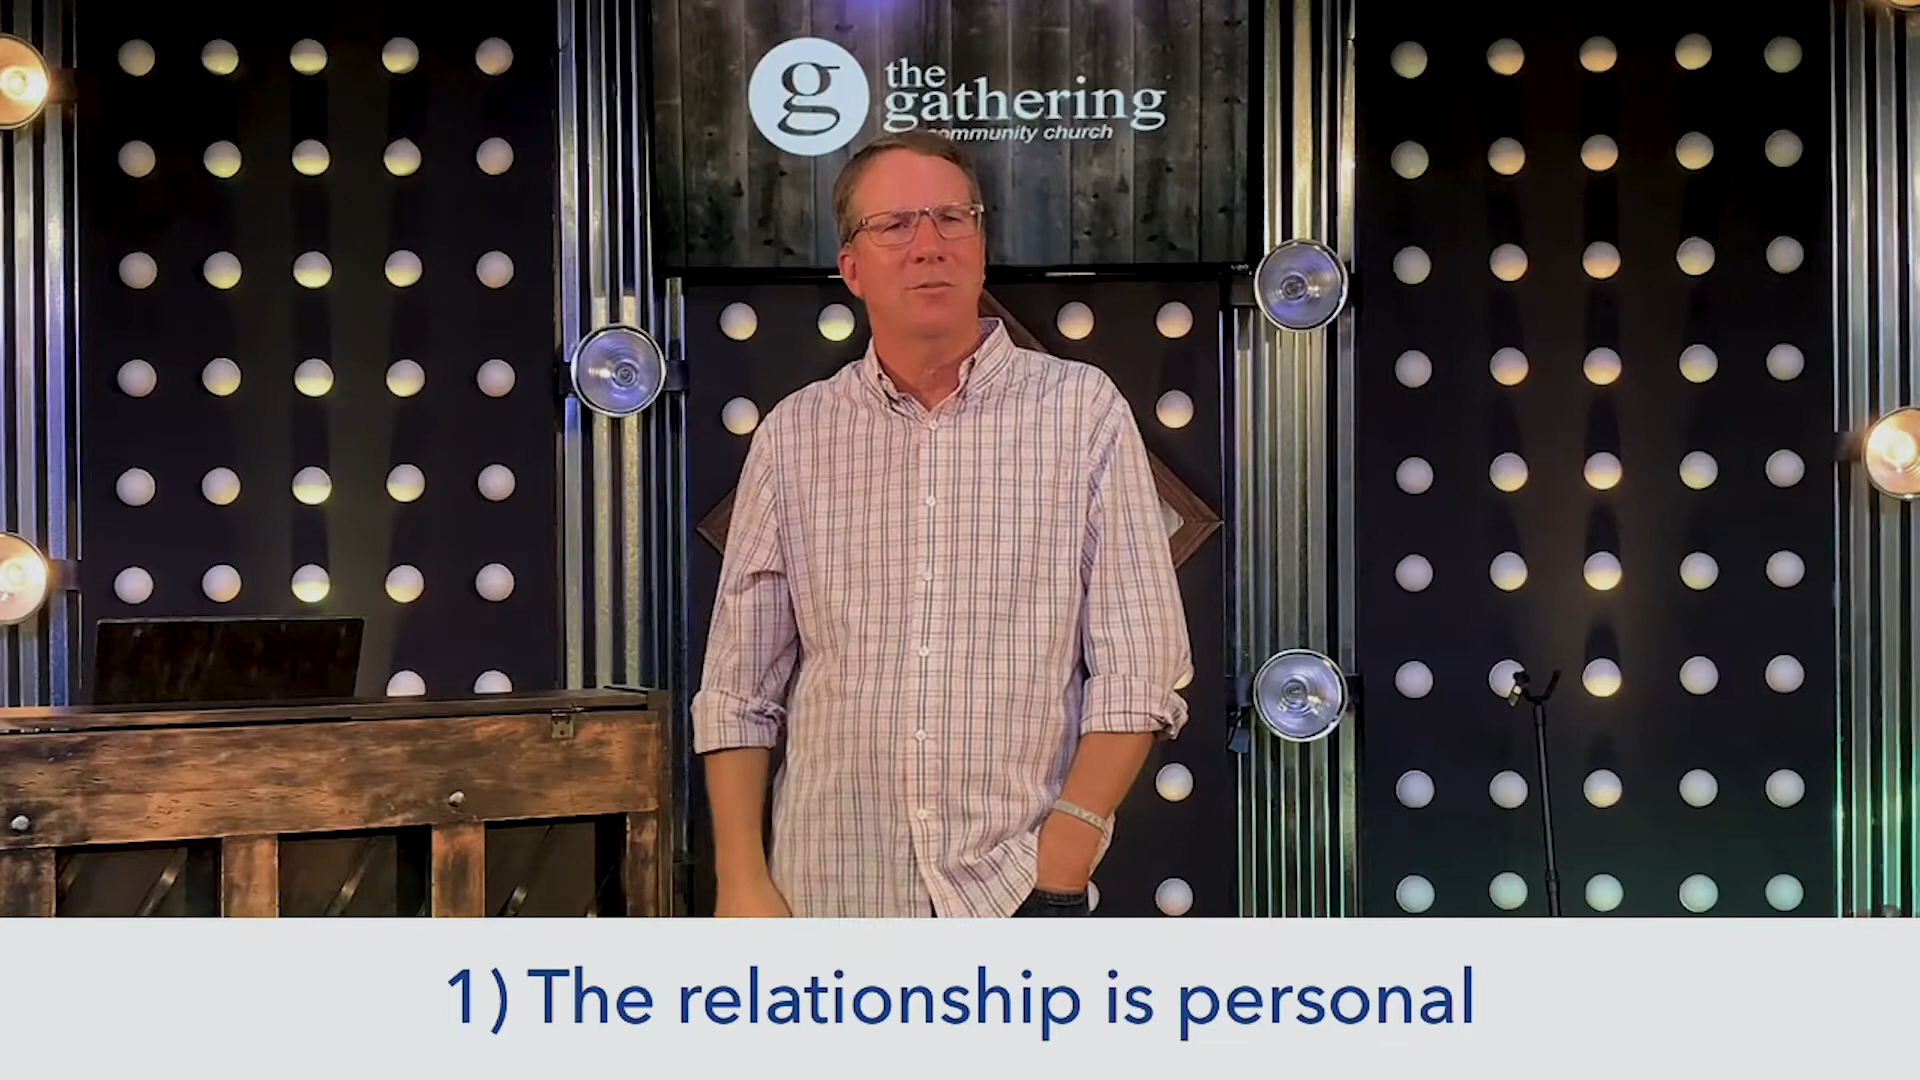 g
the
gathering
community church
1) The relationship is personal